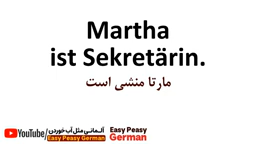 Martha
ist Sekretärin.
مارتا منشی است
YouTube/ آلمانی مثل آب خوردن
Easy Peasy German
Easy Peasy
German